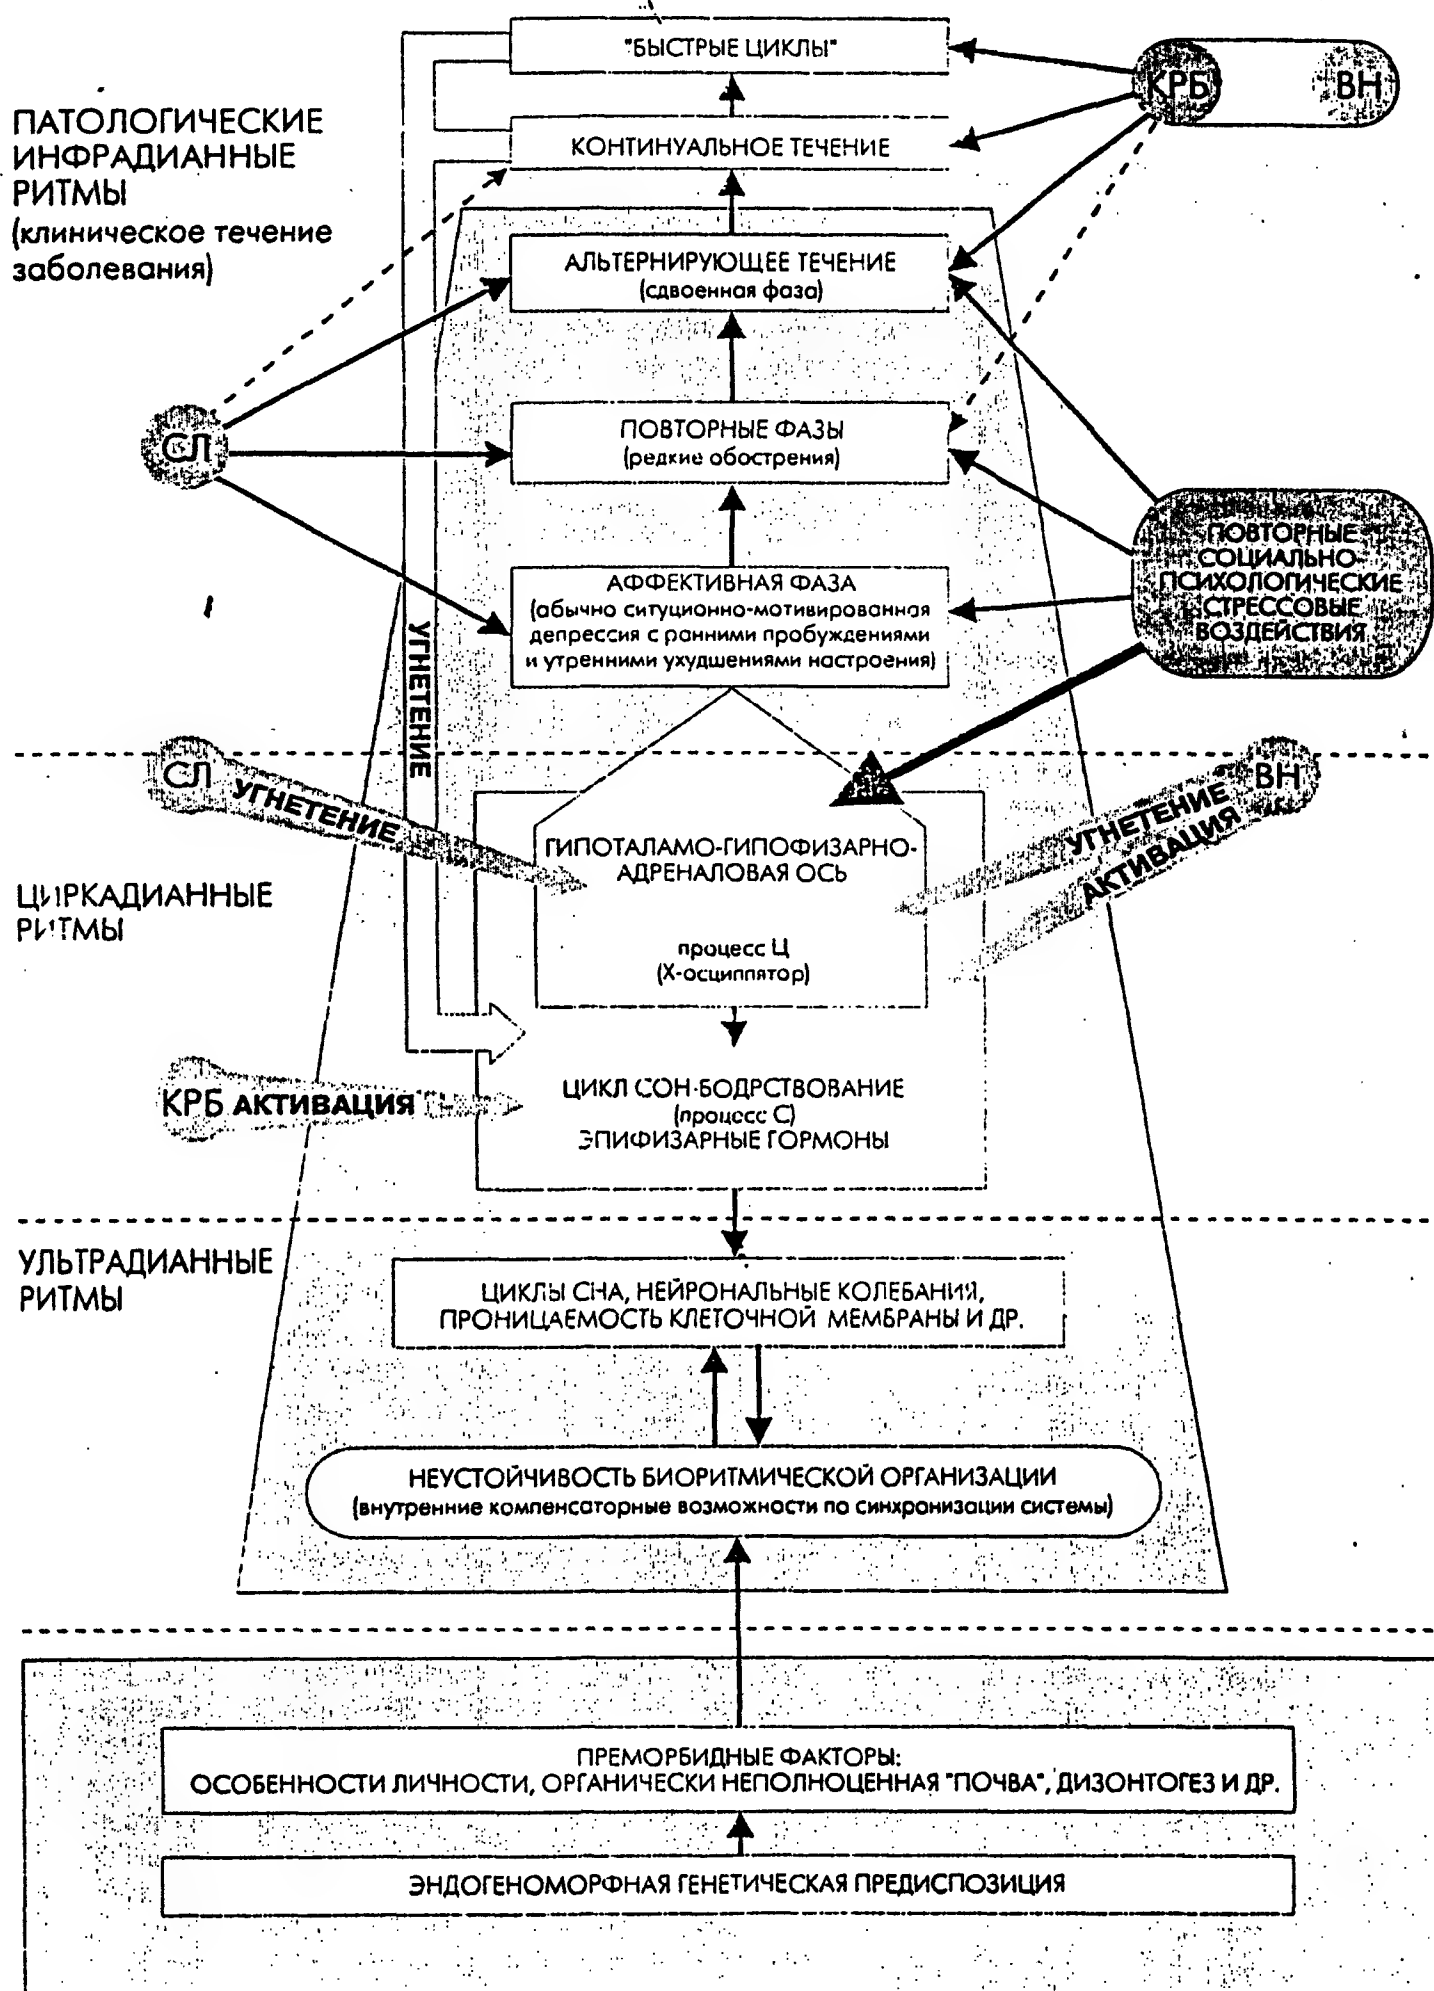 "БЫСТРЫЕ ЦИКЛЫ"
КРБ
ВН
ПАТОЛОГИЧЕСКИЕ
ИНФРАДИАННЫЕ
РИТМЫ
(клиническое течение
заболевания)
КОНТИНУАЛЬНОЕ ТЕЧЕНИЕ
АЛЬТЕРНИРУЮЩЕЕ ТЕЧЕНИЕ
(сдвоенная фаза)
СЛ
ПОВТОРНЫЕ ФАЗЫ
(редкие обострения)
ПОВТОРНЫЕ
СОЦИАЛЬНО-
ПСИХОЛОГИЧЕСКИЕ
СТРЕССОВЫЕ
ВОЗДЕЙСТВИЯ
АФФЕКТИВНАЯ ФАЗА
(абычно ситуционно-мотивированная
депрессия с ранними пробуждениями
и утренними ухудшениями настроения)
УГНЕТЕНИЕ
СЛ УГНЕТЕНИЕ
ВН
УГНЕТЕНИЕ
АКТИВАЦИЯ
ЦИРКАДИАННЫЕ
РИТМЫ
ГИПОТАЛАМО-ГИПОФИЗАРНО-
АДРЕНАЛОВАЯ ОСЬ
процесс Ц
(Х-осциппятор)
КРБ АКТИВАЦИЯ
ЦИКЛ СОН-БОДРСТВОВАНИЕ
(процесс С)
ЭПИФИЗАРНЫЕ ГОРМОНЫ
УЛЬТРАДИАННЫЕ
РИТМЫ
ЦИКЛЫ СНА, НЕЙРОНАЛЬНЫЕ КОЛЕБАНИЯ,
ПРОНИЦАЕМОСТЬ КЛЕТОЧНОЙ МЕМБРАНЫ И ДР.
НЕУСТОЙЧИВОСТЬ БИОРИТМИЧЕСКОЙ ОРГАНИЗАЦИИ
(внутренние компенсаторные возможности по синхронизации системы)
ПРЕМОРБИДНЫЕ ФАКТОРЫ:
ОСОБЕННОСТИ ЛИЧНОСТИ, ОРГАНИЧЕСКИ НЕПОЛНОЦЕННАЯ "ПОЧВА", ДИЗОНТОГЕЗ И ДР.
ЭНДОГЕНОМОРФНАЯ ГЕНЕТИЧЕСКАЯ ПРЕДИСПОЗИЦИЯ